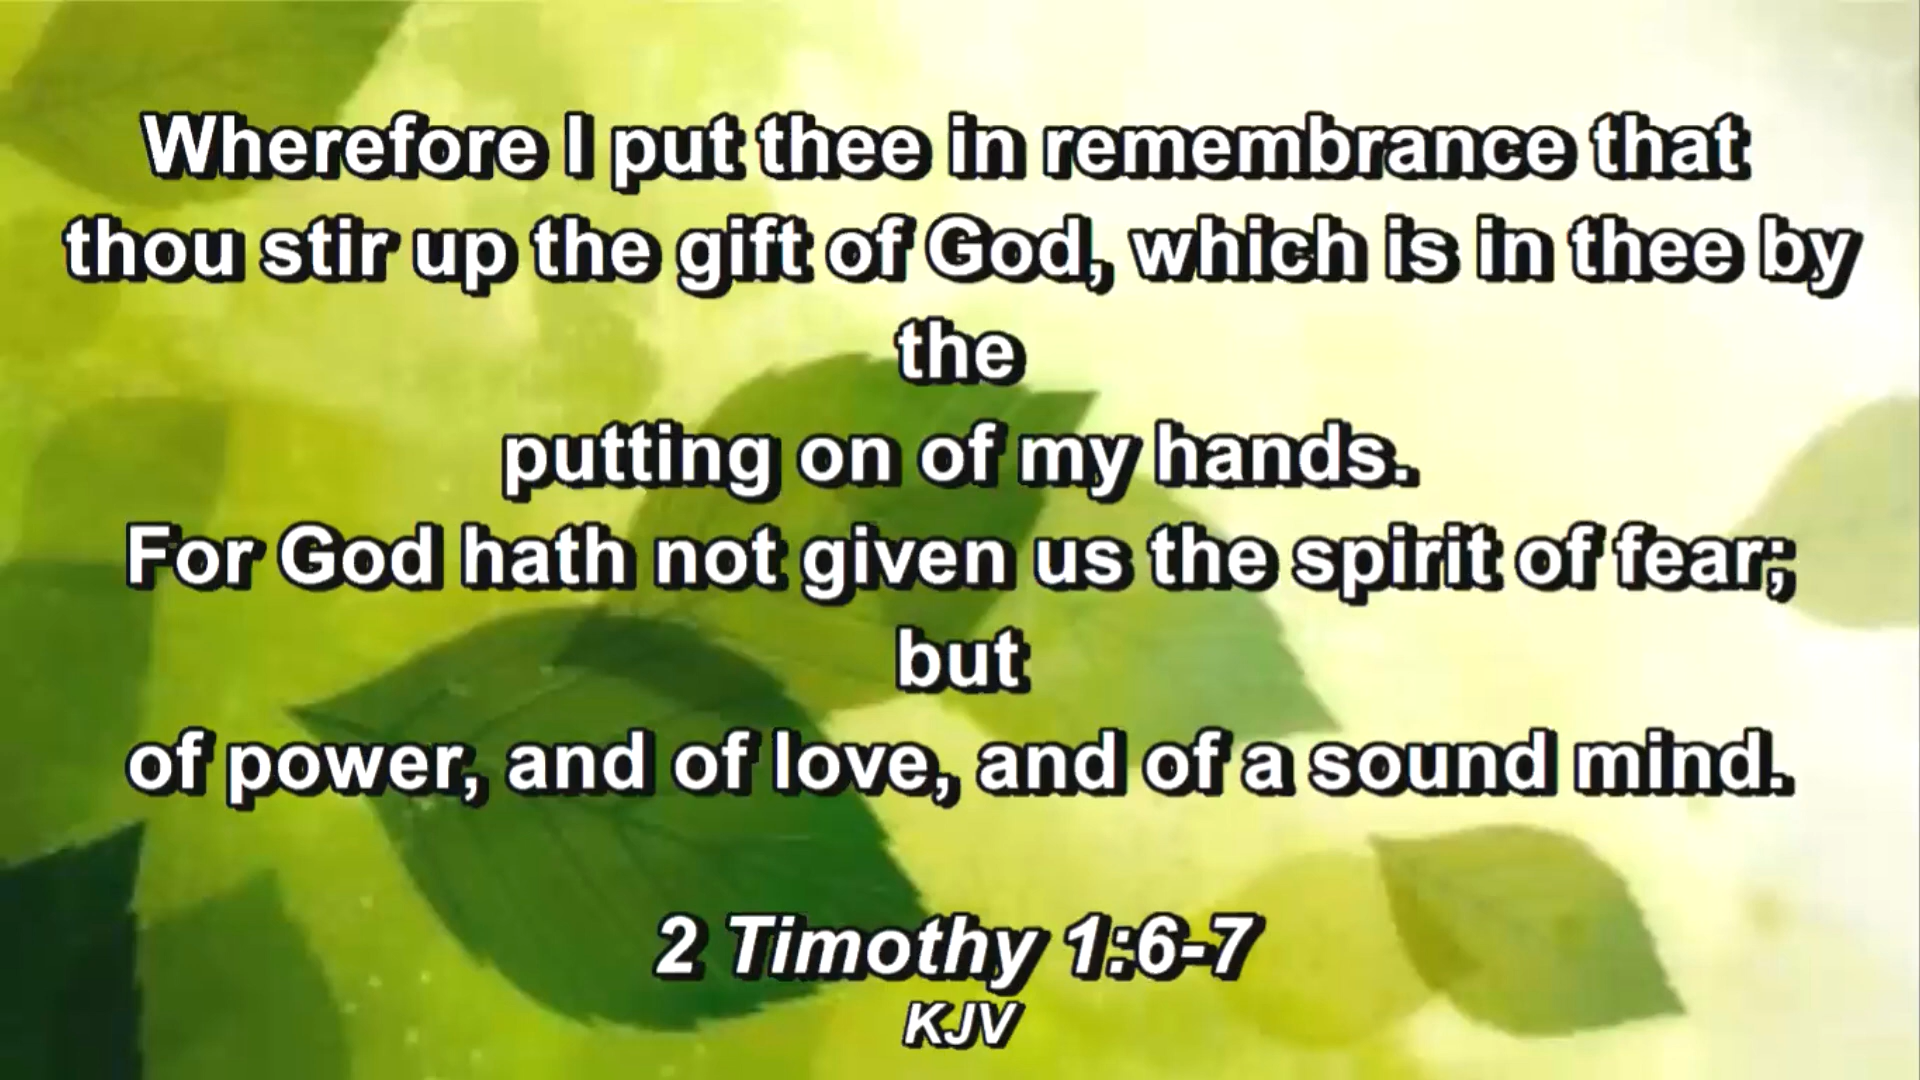 Wherefore I put thee in remembrance that
thou stir up the gift of God, which is in thee by
the
putting on of my hands.
For God hath not given us the spirit of fear;
but
of power, and of love, and of a sound mind.
2 Timothy 1:6-7
KJV